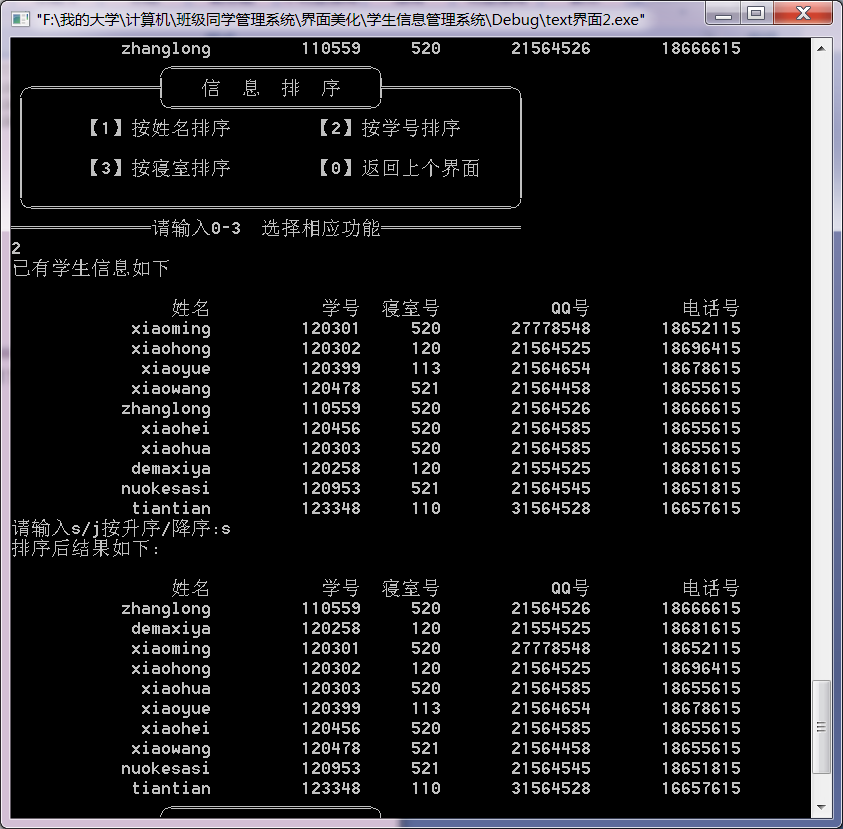 "F:\我的大学\计算机\班级同学管理系统\界面美化\学生信息管理系统\Debug\text界面2.exe"
zhanglong 110559 520 21564526 18666615
信 息 排 序
【1】按姓名排序 【2】按学号排序
【3】按寝室排序 【0】返回上个界面
请输入0-3 选择相应功能
2
已有学生信息如下
姓名 学号 寝室号 QQ号 电话号
xiaoming 120301 520 27778548 18652115
xiaohong 120302 120 21564525 18696415
xiaoyue 120399 113 21564654 18678615
xiaowang 120478 521 21564458 18655615
zhanglong 110559 520 21564526 18666615
xiaohei 120456 520 21564585 18655615
xiaohua 120303 520 21564585 18655615
demaxiya 120258 120 21554525 18681615
nuokesasi 120953 521 21564545 18651815
tiantian 123348 110 31564528 16657615
请输入s/j按升序/降序:s
排序后结果如下:
姓名 学号 寝室号 QQ号 电话号
zhanglong 110559 520 21564526 18666615
demaxiya 120258 120 21554525 18681615
xiaoming 120301 520 27778548 18652115
xiaohong 120302 120 21564525 18696415
xiaohua 120303 520 21564585 18655615
xiaoyue 120399 113 21564654 18678615
xiaohei 120456 520 21564585 18655615
xiaowang 120478 521 21564458 18655615
nuokesasi 120953 521 21564545 18651815
tiantian 123348 110 31564528 16657615